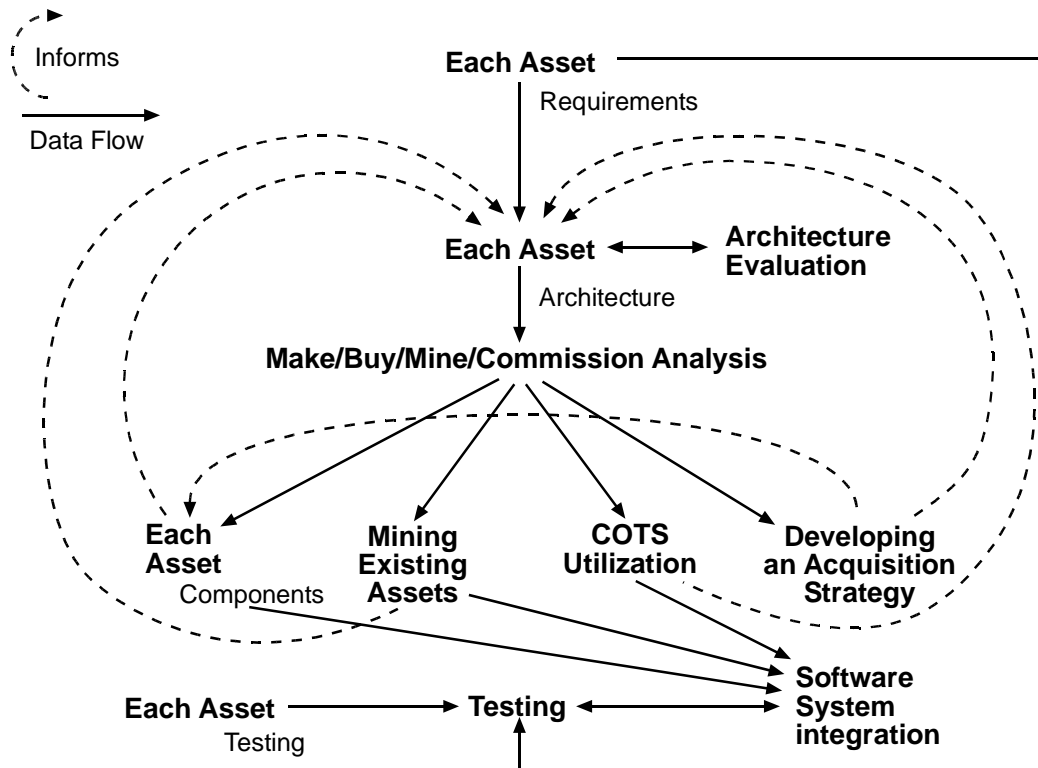 Informs
Data Flow
Each Asset
Requirements
Each Asset
Architecture
Evaluation
Architecture
Make/Buy/Mine/Commission Analysis
Each
Asset
Components
Mining
Existing
Assets
COTS
Utilization
Developing
an Acquisition
Strategy
Each Asset
Testing
Testing
Software
System
integration